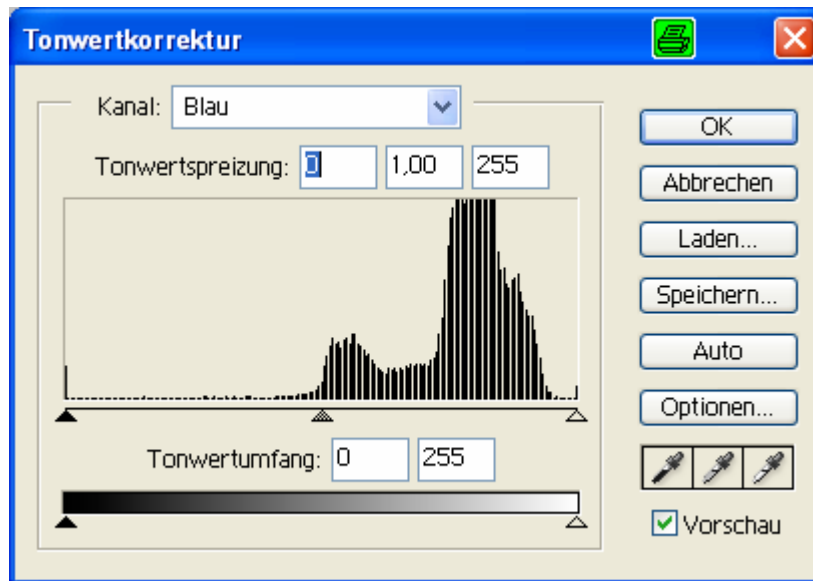 Tonwertkorrektur
Kanal: Blau
OK
Tonwertspreizung: 0 1,00 255
Abbrechen
Laden...
Speichern...
Auto
Optionen...
Tonwertumfang: 0 255
Vorschau